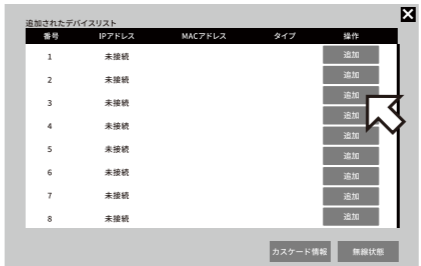 追加されたデバイスリスト
番号 IPアドレス MACアドレス タイプ 操作
1 未接続 追加
2 未接続 追加
3 未接続 追加
4 未接続 追加
5 未接続 追加
6 未接続 追加
7 未接続 追加
8 未接続 追加
追加
カスケード情報 無線状態